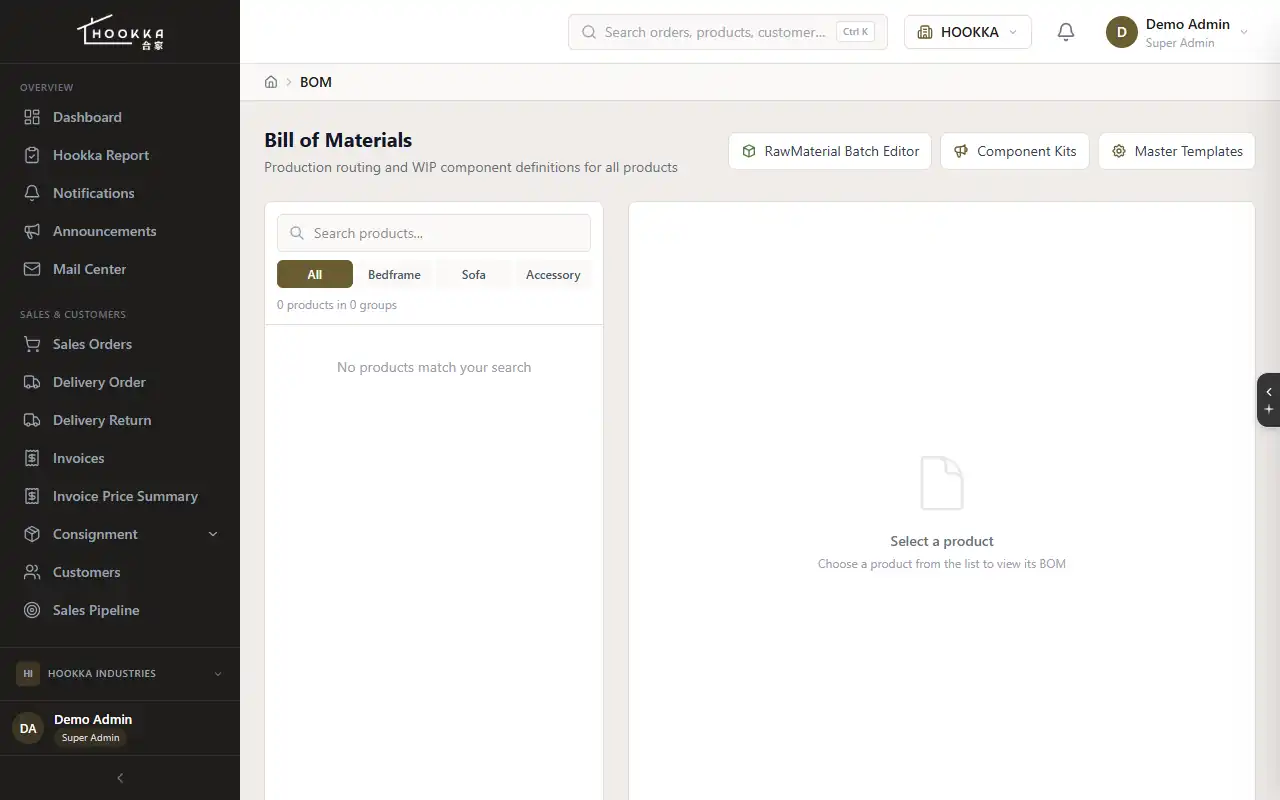 HOOKKA
合家
OVERVIEW
Dashboard
Hookka Report
Notifications
Announcements
Mail Center
SALES & CUSTOMERS
Sales Orders
Delivery Order
Delivery Return
Invoices
Invoice Price Summary
Consignment
Customers
Sales Pipeline
HI HOOKKA INDUSTRIES
DA Demo Admin
Super Admin
Search orders, products, customer... Ctrl K
HOOKKA
D Demo Admin
Super Admin
BOM
Bill of Materials
Production routing and WIP component definitions for all products
RawMaterial Batch Editor
Component Kits
Master Templates
Search products...
All Bedframe Sofa Accessory
0 products in 0 groups
No products match your search
Select a product
Choose a product from the list to view its BOM